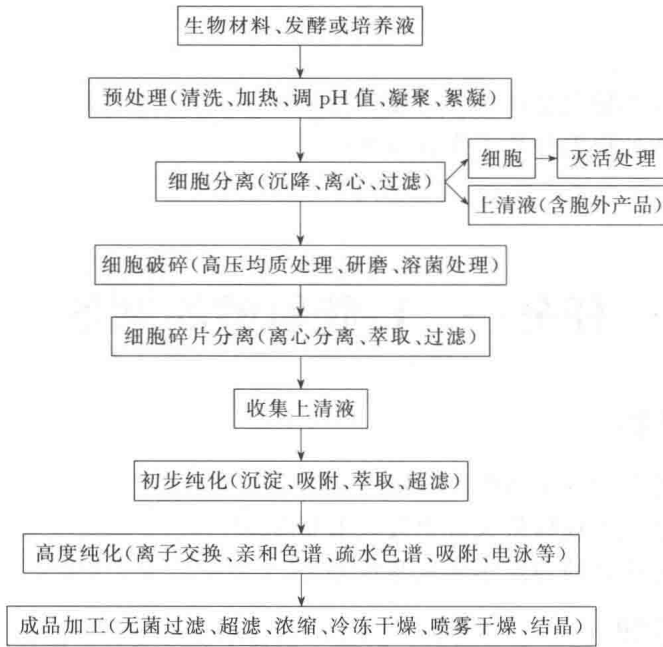 生物材料、发酵或培养液
预处理(清洗、加热、调 pH 值、凝聚、絮凝)
细胞分离(沉降、离心、过滤)
细胞
灭活处理
上清液(含胞外产品)
细胞破碎(高压均质处理、研磨、溶菌处理)
细胞碎片分离(离心分离、萃取、过滤)
收集上清液
初步纯化(沉淀、吸附、萃取、超滤)
高度纯化(离子交换、亲和色谱、疏水色谱、吸附、电泳等)
成品加工(无菌过滤、超滤、浓缩、冷冻干燥、喷雾干燥、结晶)